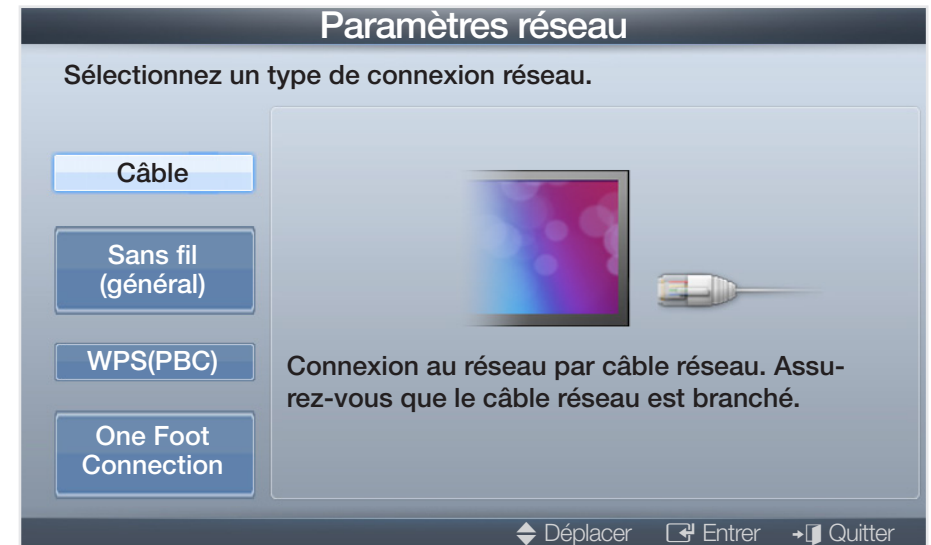 Paramètres réseau
Sélectionnez un type de connexion réseau.
Câble
Sans fil
(général)
WPS(PBC)
One Foot
Connection
Connexion au réseau par câble réseau. Assu-
rez-vous que le câble réseau est branché.
Déplacer Entrer Quitter